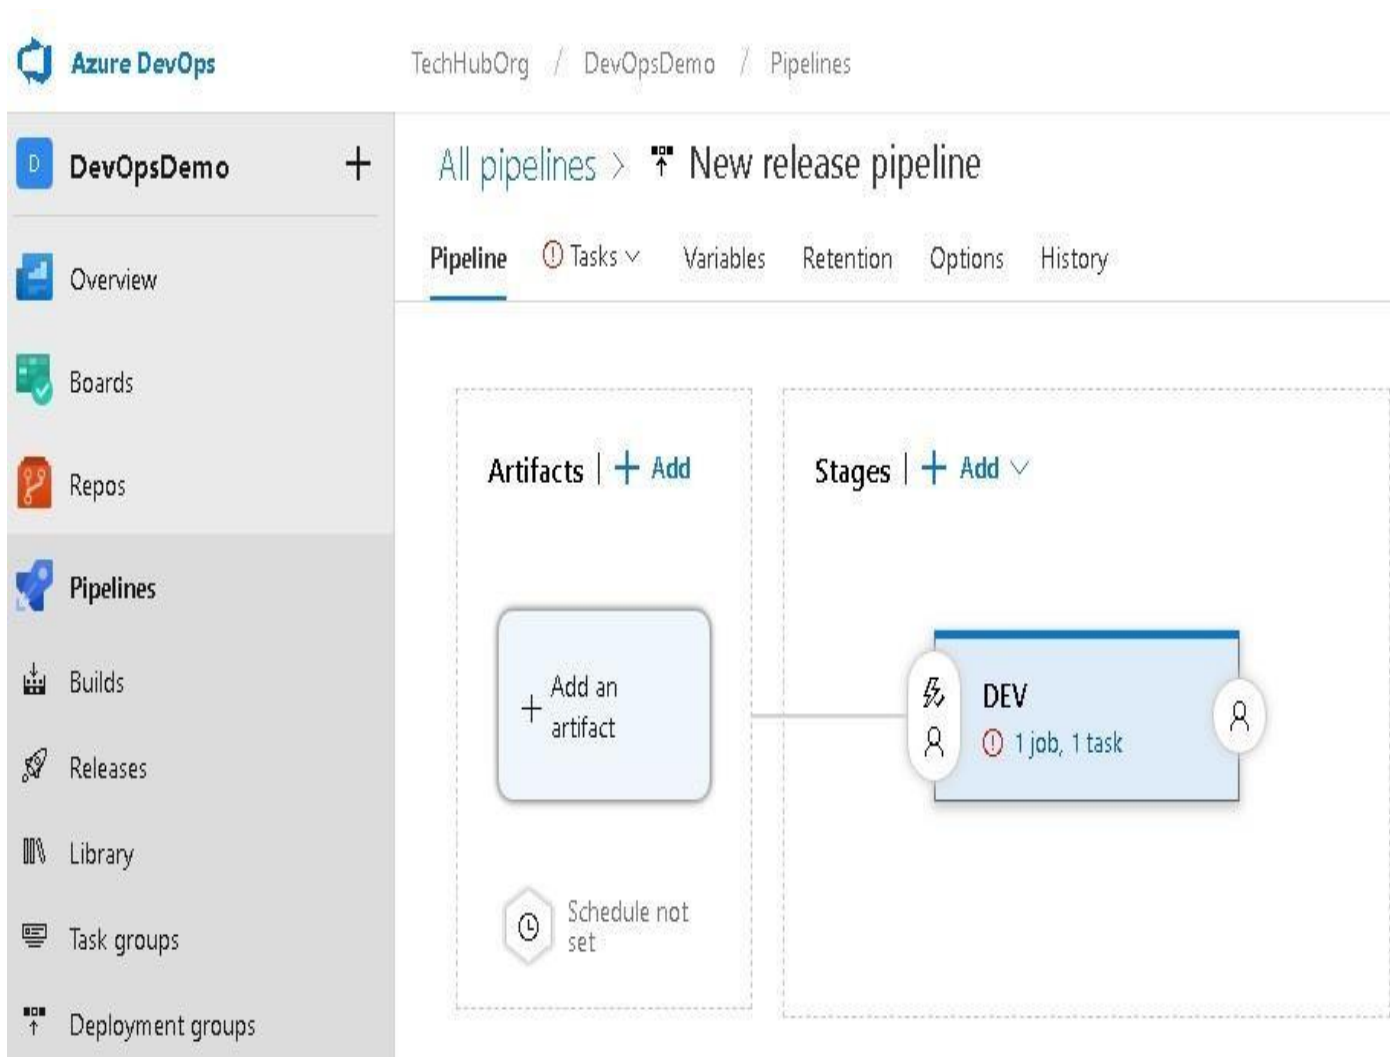 Azure DevOps
TechHubOrg / DevOpsDemo / Pipelines
D DevOpsDemo +
Overview
Boards
Repos
Pipelines
Builds
Releases
Library
Task groups
Deployment groups
All pipelines > New release pipeline
Pipeline Tasks Variables Retention Options History
Artifacts | + Add
+ Add an
artifact
Schedule not
set
Stages | + Add
DEV
1 job, 1 task